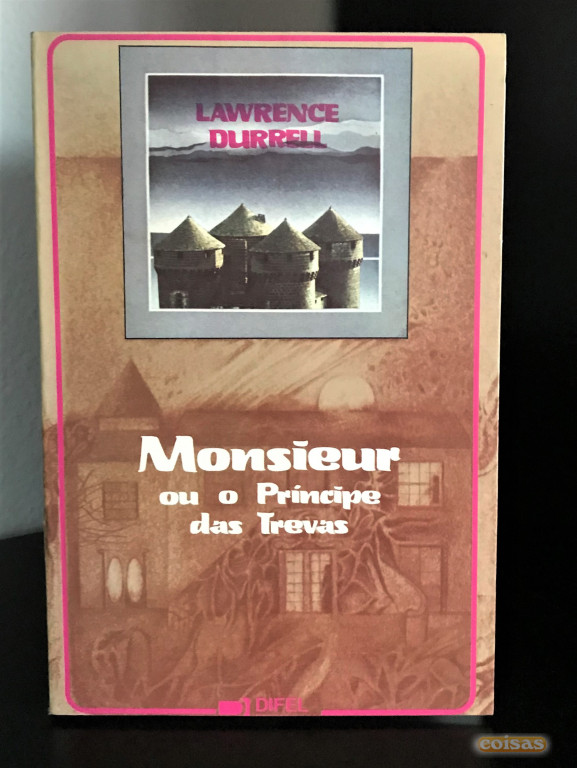 LAWRENCE
DURRELL
Monsieur
ou o Príncipe
das Trevas
DIFEL
coisas